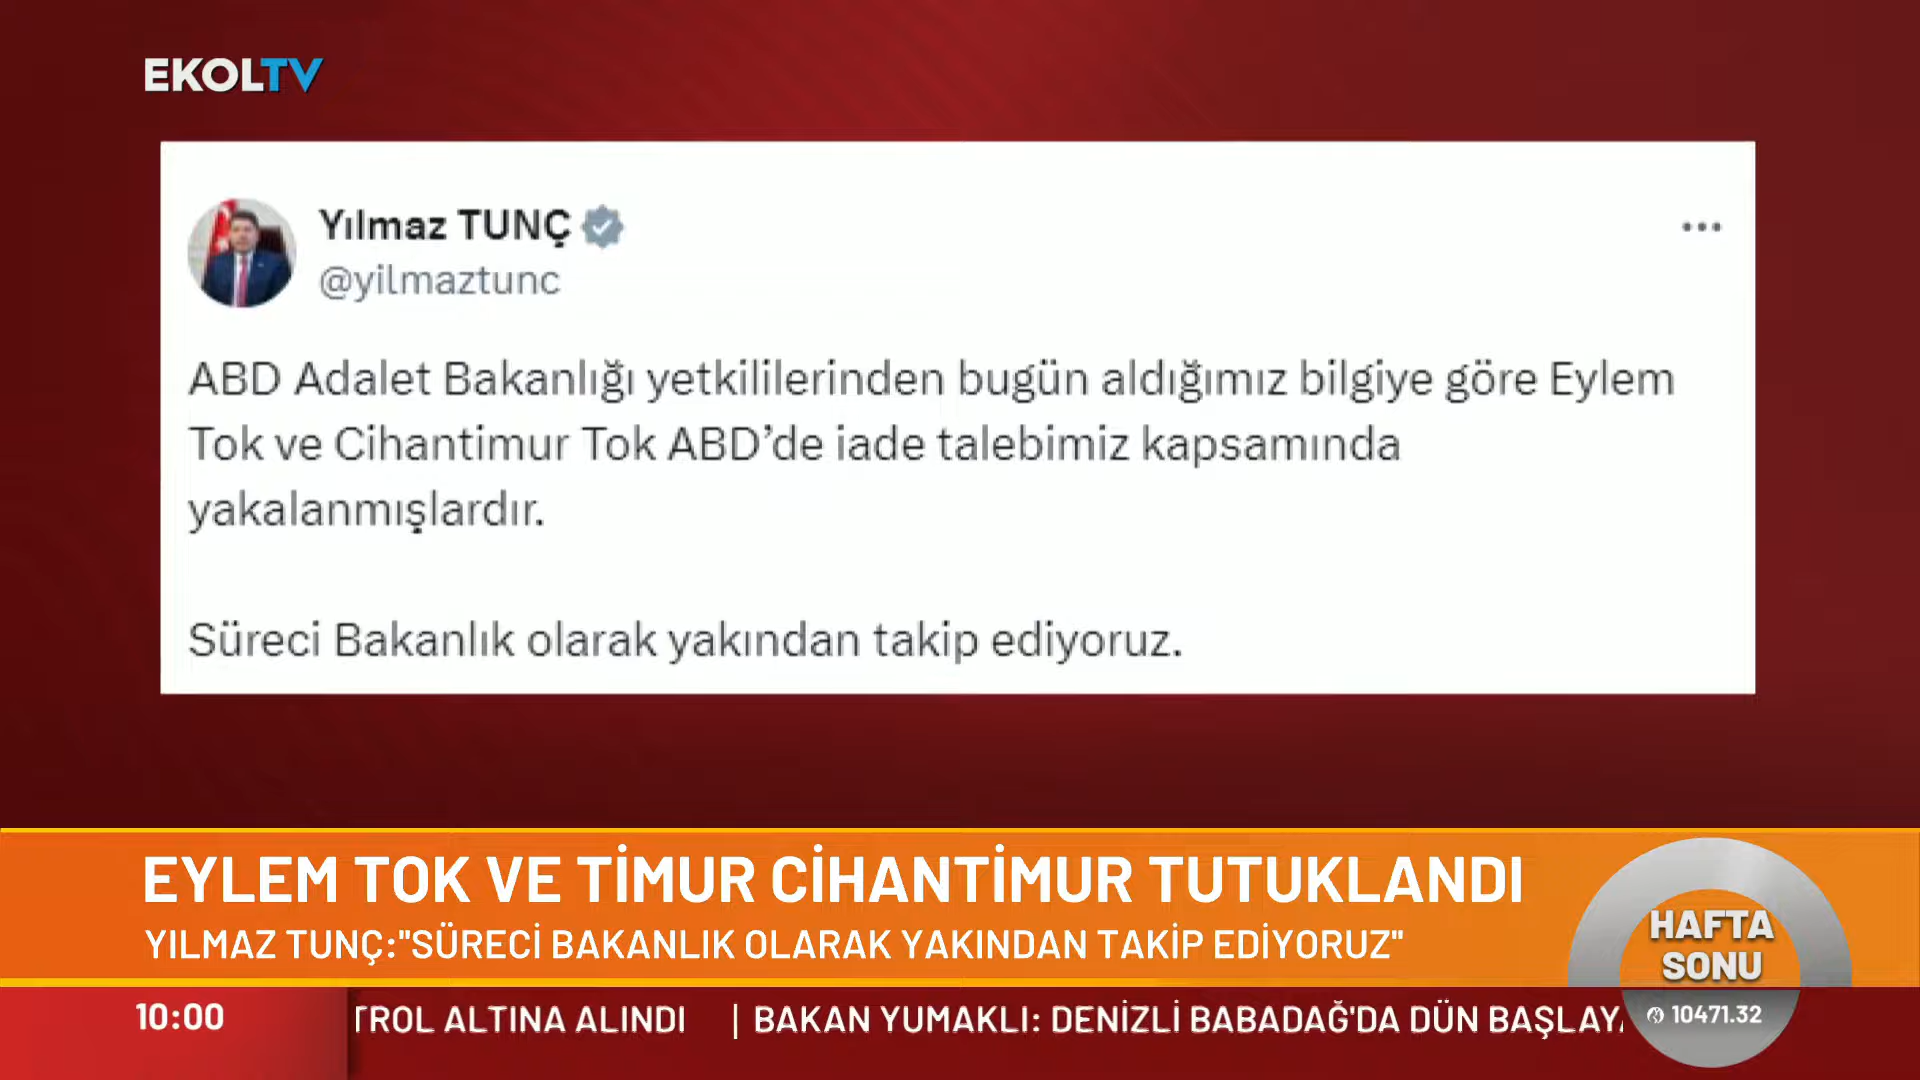 EKOLTV
Yılmaz TUNÇ
@yilmaztunc
ABD Adalet Bakanlığı yetkililerinden bugün aldığımız bilgiye göre Eylem
Tok ve Cihantimur Tok ABD’de iade talebimiz kapsamında
yakalanmışlardır.
Süreci Bakanlık olarak yakından takip ediyoruz.
EYLEM TOK VE TİMUR CİHANTİMUR TUTUKLANDI
YILMAZ TUNÇ:"SÜRECİ BAKANLIK OLARAK YAKINDAN TAKİP EDİYORUZ"
HAFTA
SONU
10:00
ALTINA ALINDI | BAKAN YUMAKLI: DENİZLİ BABADAĞ'DA DÜN
10471.32